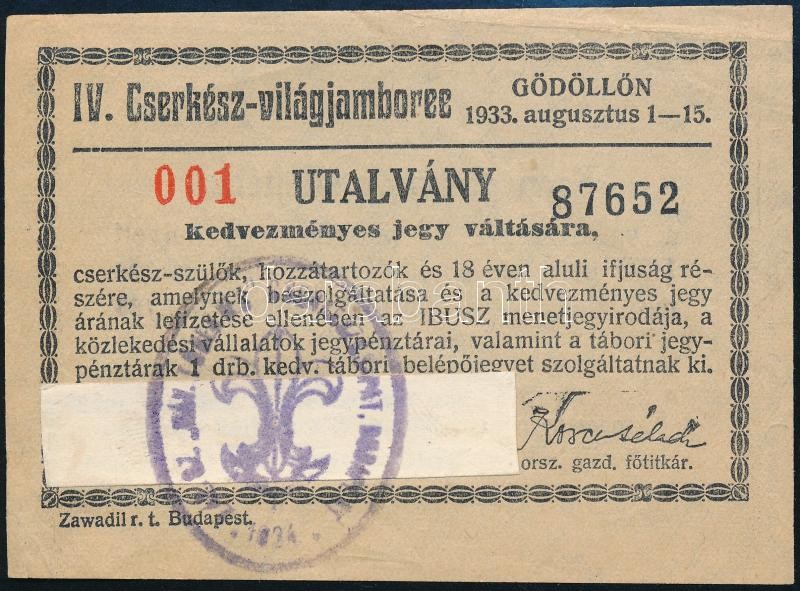 IV. Cserkész-világjamboree
GÖDÖLLŐN
1933. augusztus 1—15.
001 UTALVÁNY 87652
kedvezményes jegy váltására,
cserkész-szülők, hozzátartozók és 18 éven aluli ifjuság ré-
szére, amelynek beszolgáltatása és a kedvezményes jegy
árának lefizetése ellenében az IBUSZ menetjegyirodája, a
közlekedési vállalatok jegypénztárai, valamint a tábori jegy-
pénztárak 1 drb. kedv. tábori belépőjegyet szolgáltatnak ki.
orsz. gazd. főtitkár.
Zawadil r. t. Budapest.